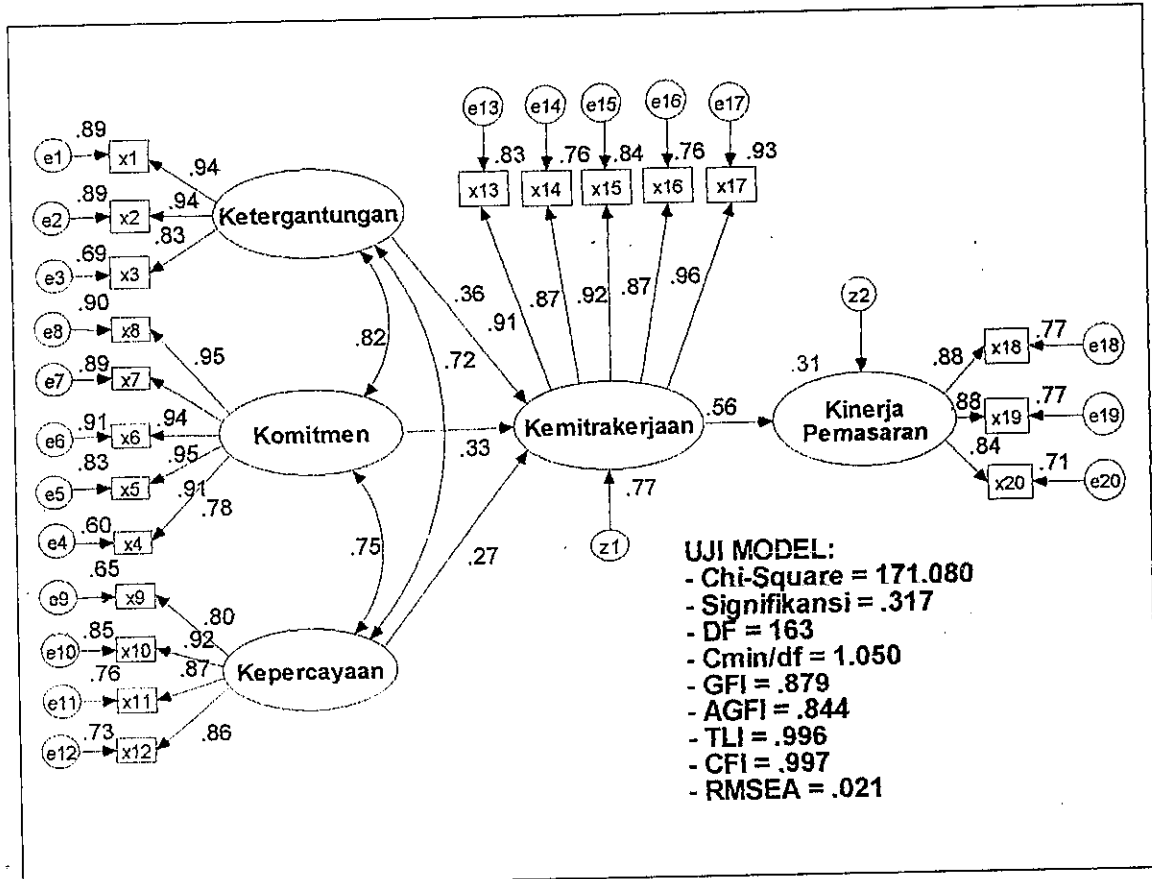 e13 e14 e15 e16 e17
.83 .76 .84 .76 .93
x13 x14 x15 x16 x17
.89
e1 x1
.94
.89
e2 x2
.94
.83
.69
e3 x3
Ketergantungan
.90
e8 x8
.95
.89
e7 x7
.91
e6 x6
.94
.95
.83
e5 x5
.91
.78
.60
e4 x4
Komitmen
.65
e9 x9
.80
.85
e10 x10
.92
.87
.76
e11 x11
.86
.73
e12 x12
Kepercayaan
.82
.72
.75
.36
.33
.27
.91 .87 .92 .87 .96
Kemitrakerjaan
.77
z1
.56
z2
.31
Kinerja
Pemasaran
.88 x18 .77 e18
.88 x19 .77 e19
.84 x20 .71 e20
UJI MODEL:
- Chi-Square = 171.080
- Signifikansi = .317
- DF = 163
- Cmin/df = 1.050
- GFI = .879
- AGFI = .844
- TLI = .996
- CFI = .997
- RMSEA = .021